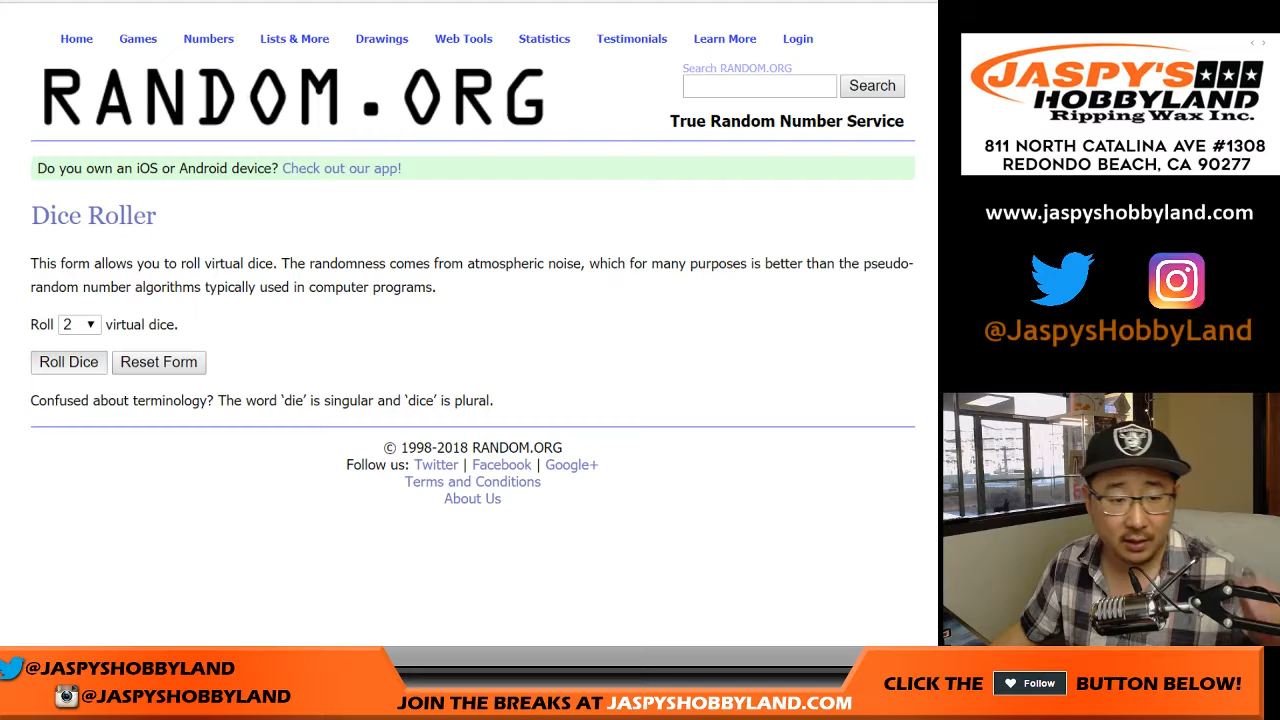 Home Games Numbers Lists & More Drawings Web Tools Statistics Testimonials Learn More Login
RANDOM.ORG
Search RANDOM.ORG
Search
True Random Number Service
Do you own an iOS or Android device? Check out our app!
Dice Roller
This form allows you to roll virtual dice. The randomness comes from atmospheric noise, which for many purposes is better than the pseudo-
random number algorithms typically used in computer programs.
Roll 2 virtual dice.
Roll Dice Reset Form
Confused about terminology? The word ‘die’ is singular and ‘dice’ is plural.
© 1998-2018 RANDOM.ORG
Follow us: Twitter | Facebook | Google+
Terms and Conditions
About Us
JASPY'S
HOBBYLAND
Ripping Wax Inc.
811 NORTH CATALINA AVE #1308
REDONDO BEACH, CA 90277
www.jaspyshobbyland.com
@JaspysHobbyLand
@JASPYSHOBBYLAND
@JASPYSHOBBYLAND
JOIN THE BREAKS AT JASPYSHOBBYLAND.COM
CLICK THE Follow BUTTON BELOW!